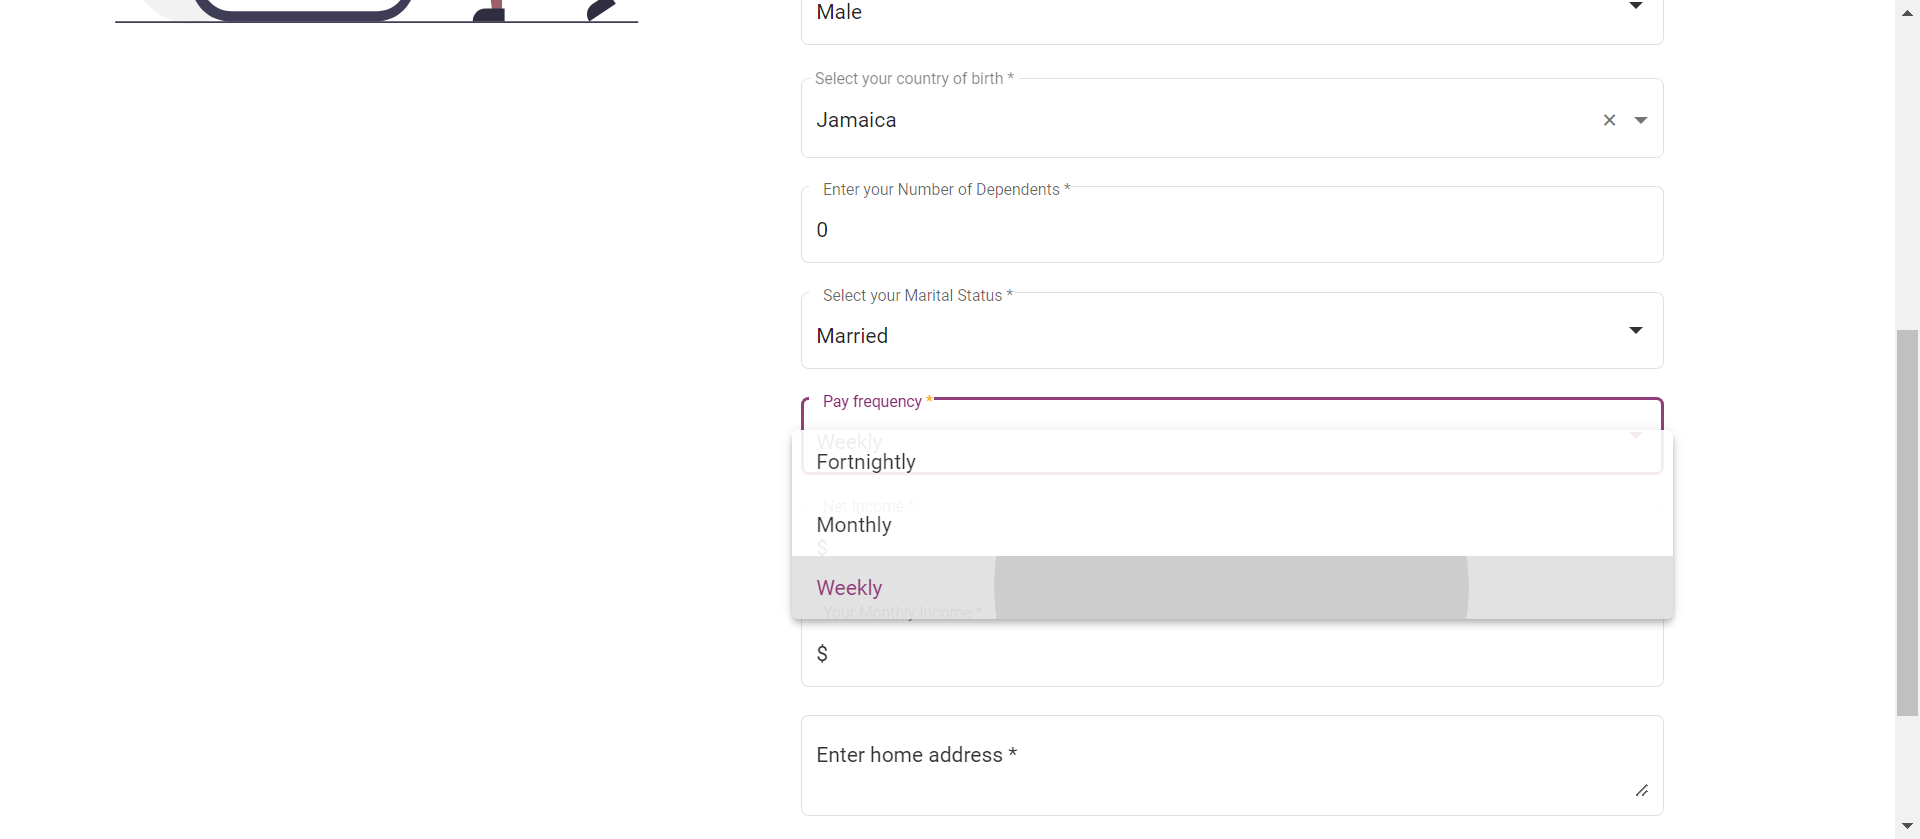 Male
Select your country of birth *
Jamaica
Enter your Number of Dependents *
0
Select your Marital Status *
Married
Pay frequency *
Weekly
Fortnightly
Net Income *
Monthly
$
Weekly
Your Monthly Income *
$
Enter home address *